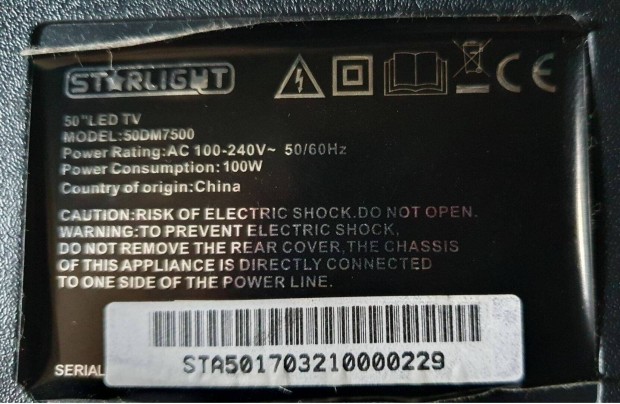 STARLIGHT
CE
50"LED TV
MODEL:50DM7500
Power Rating:AC 100-240V~ 50/60Hz
Power Consumption:100W
Country of origin:China
CAUTION:RISK OF ELECTRIC SHOCK.DO NOT OPEN.
WARNING:TO PREVENT ELECTRIC SHOCK,
DO NOT REMOVE THE REAR COVER,THE CHASSIS
OF THIS APPLIANCE IS DIRECTLY CONNECTED
TO ONE SIDE OF THE POWER LINE.
SERIAL STA501703210000229